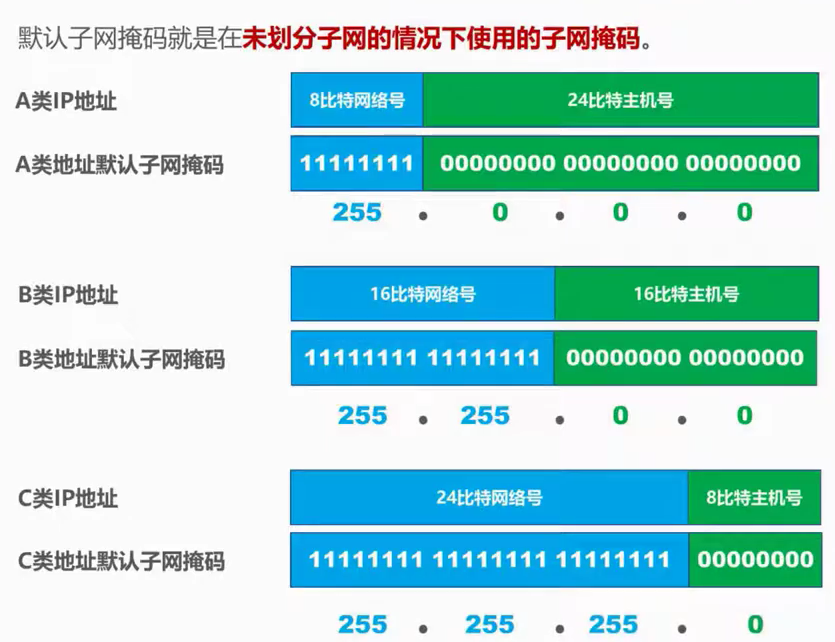 默认子网掩码就是在未划分子网的情况下使用的子网掩码。
A类IP地址 8比特网络号 24比特主机号
A类地址默认子网掩码 11111111 00000000 00000000 00000000
255 . 0 . 0 . 0
B类IP地址 16比特网络号 16比特主机号
B类地址默认子网掩码 11111111 11111111 00000000 00000000
255 . 255 . 0 . 0
C类IP地址 24比特网络号 8比特主机号
C类地址默认子网掩码 11111111 11111111 11111111 00000000
255 . 255 . 255 . 0